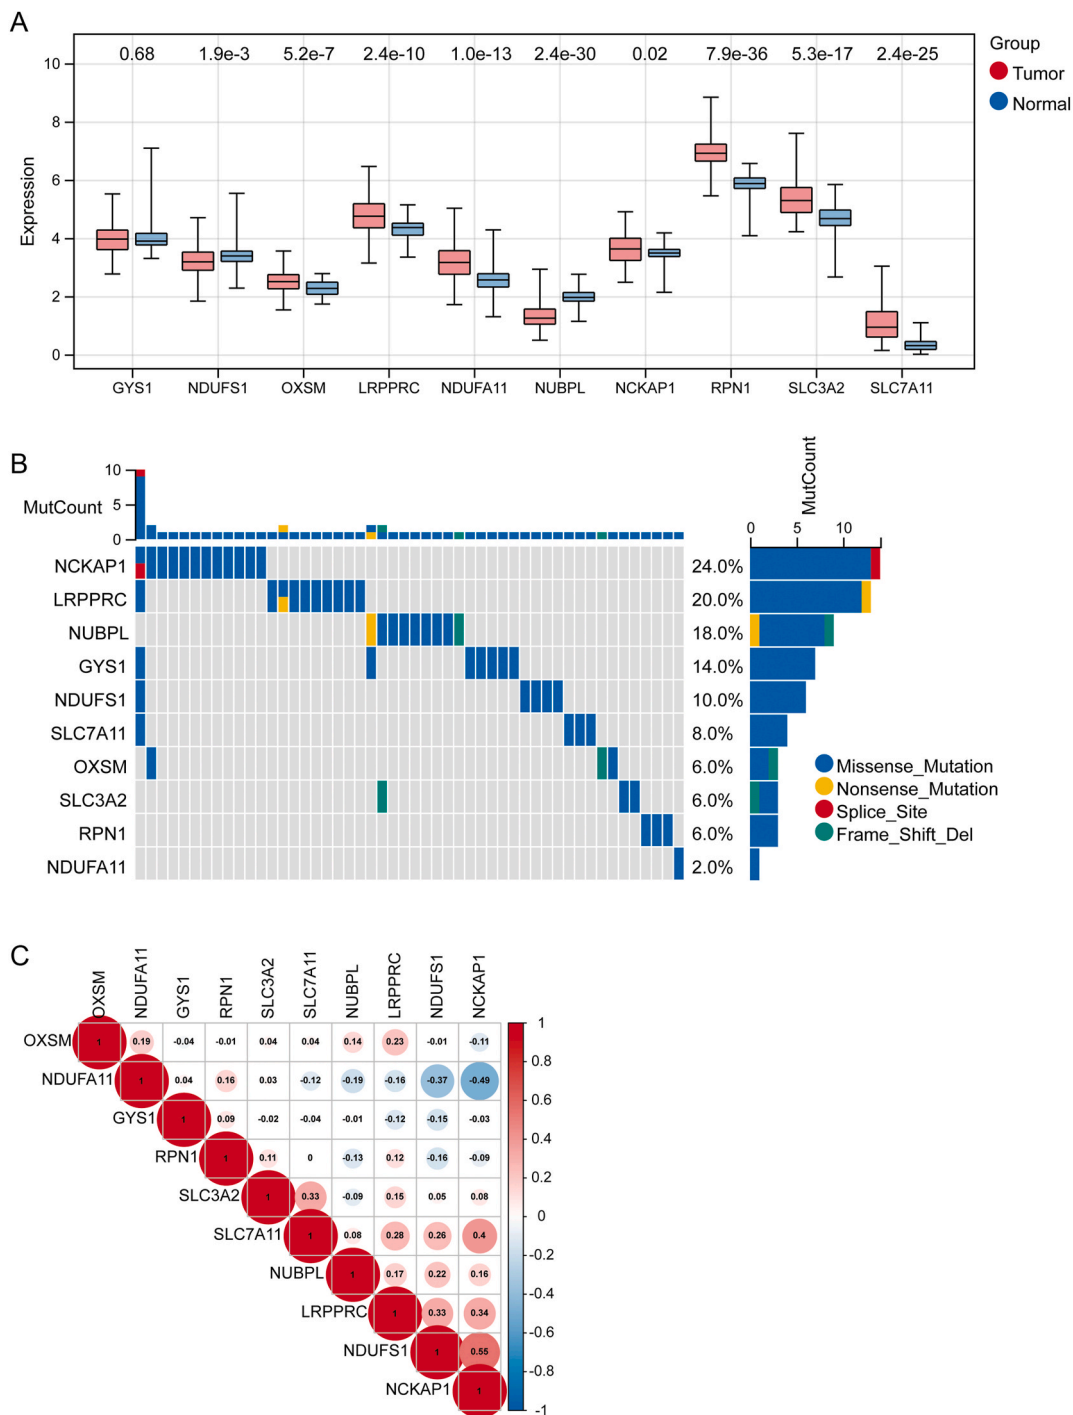 A
0.68 1.9e-3 5.2e-7 2.4e-10 1.0e-13 2.4e-30 0.02 7.9e-36 5.3e-17 2.4e-25
Group
Tumor
Normal
Expression
10
8
6
4
2
0
GYS1 NDUFS1 OXSM LRPPRC NDUFA11 NUBPL NCKAP1 RPN1 SLC3A2 SLC7A11
B
MutCount
10
5
0
MutCount
0 5 10
NCKAP1 24.0%
LRPPRC 20.0%
NUBPL 18.0%
GYS1 14.0%
NDUFS1 10.0%
SLC7A11 8.0%
OXSM 6.0%
SLC3A2 6.0%
RPN1 6.0%
NDUFA11 2.0%
Missense_Mutation
Nonsense_Mutation
Splice_Site
Frame_Shift_Del
C
OXSM NDUFA11 GYS1 RPN1 SLC3A2 SLC7A11 NUBPL LRPPRC NDUFS1 NCKAP1
OXSM 1 0.19 -0.04 -0.01 0.04 0.04 0.14 0.23 -0.01 -0.11
NDUFA11 1 0.04 0.16 0.03 -0.12 -0.19 -0.16 -0.37 -0.49
GYS1 1 0.09 -0.02 -0.04 -0.01 -0.12 -0.15 -0.03
RPN1 1 0.11 0 -0.13 0.12 -0.16 -0.09
SLC3A2 1 0.33 -0.09 0.15 0.05 0.08
SLC7A11 1 0.08 0.28 0.26 0.4
NUBPL 1 0.17 0.22 0.16
LRPPRC 1 0.33 0.34
NDUFS1 1 0.55
NCKAP1 1
1
0.8
0.6
0.4
0.2
0
-0.2
-0.4
-0.6
-0.8
-1